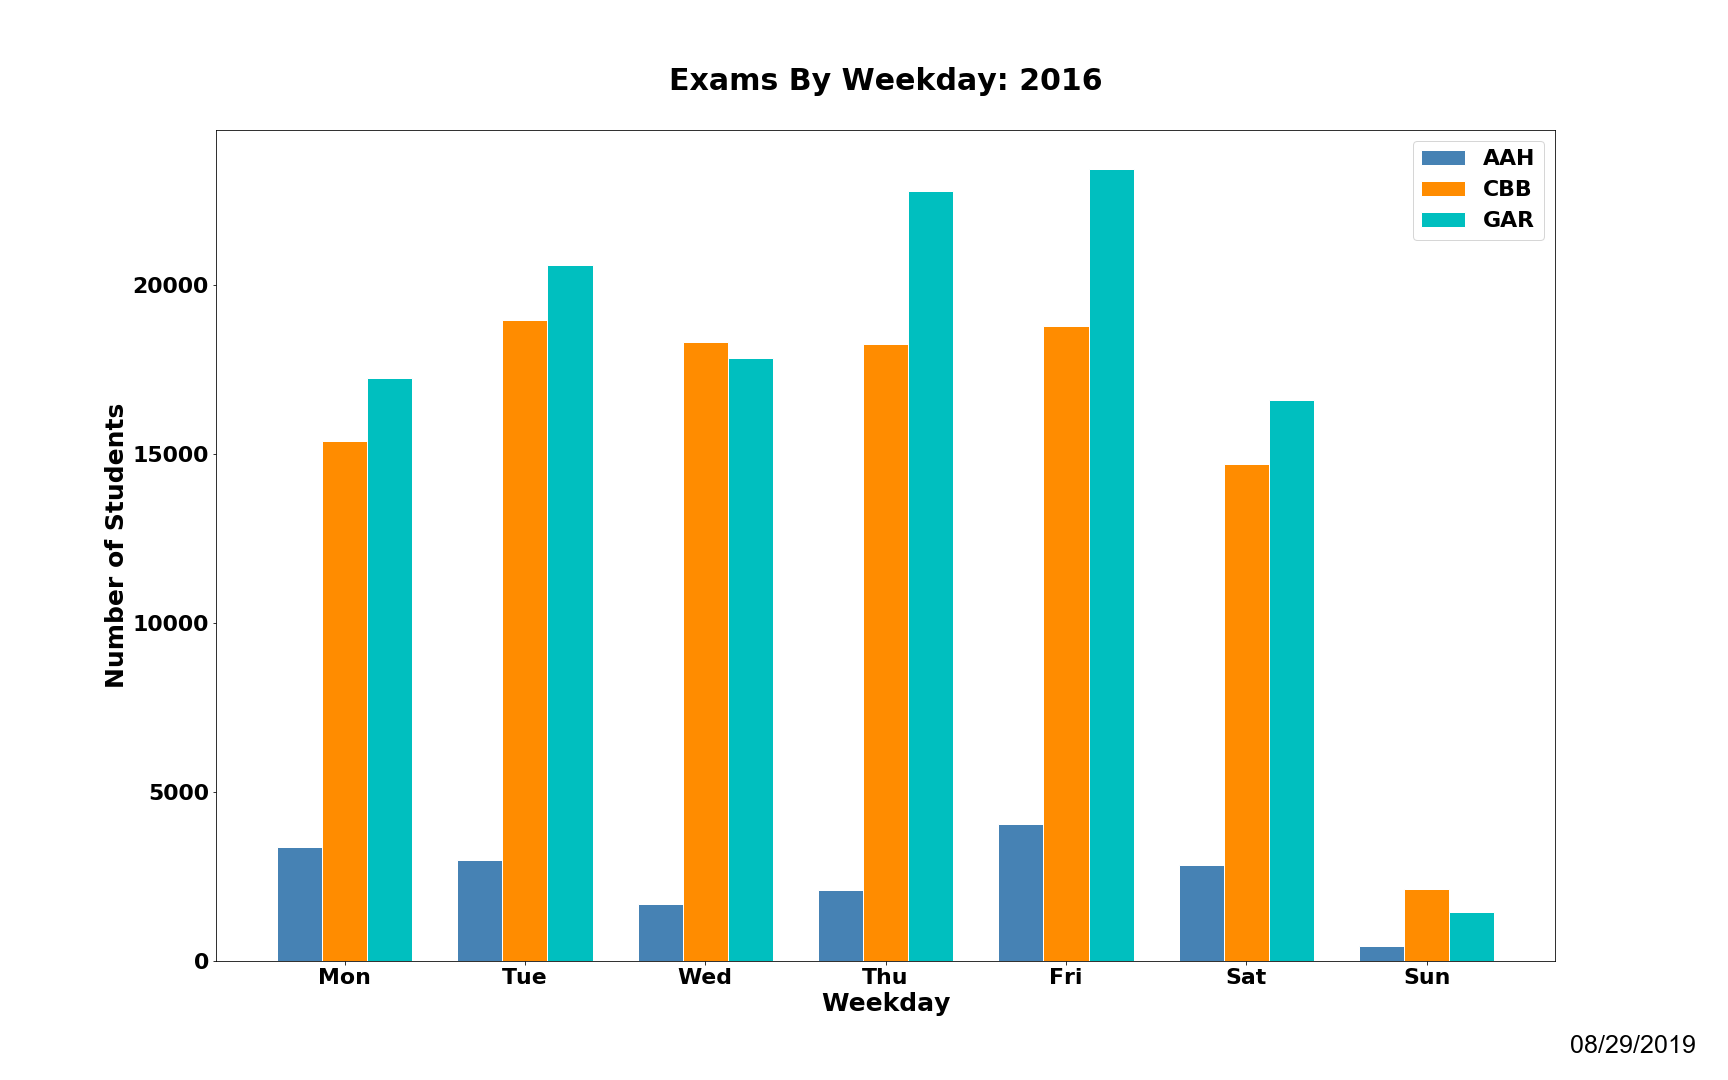 Exams By Weekday: 2016
AAH
CBB
GAR
20000
15000
10000
5000
0
Number of Students
Mon Tue Wed Thu Fri Sat Sun
Weekday
08/29/2019